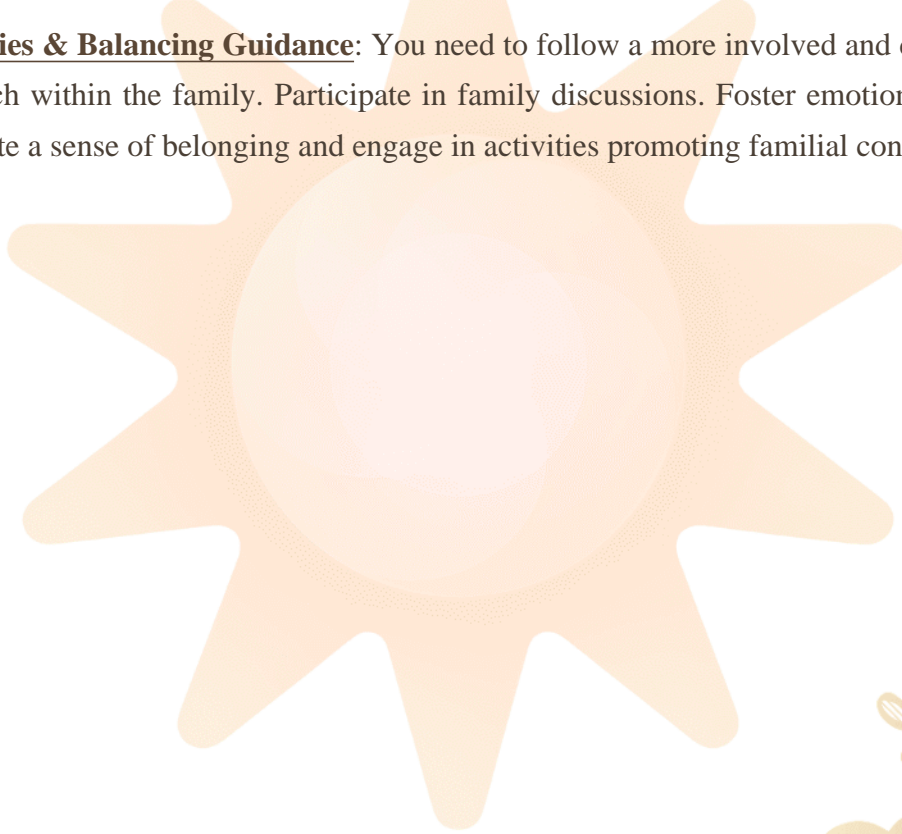 ies & Balancing Guidance: You need to follow a more involved and
ch within the family. Participate in family discussions. Foster emotion
te a sense of belonging and engage in activities promoting familial con